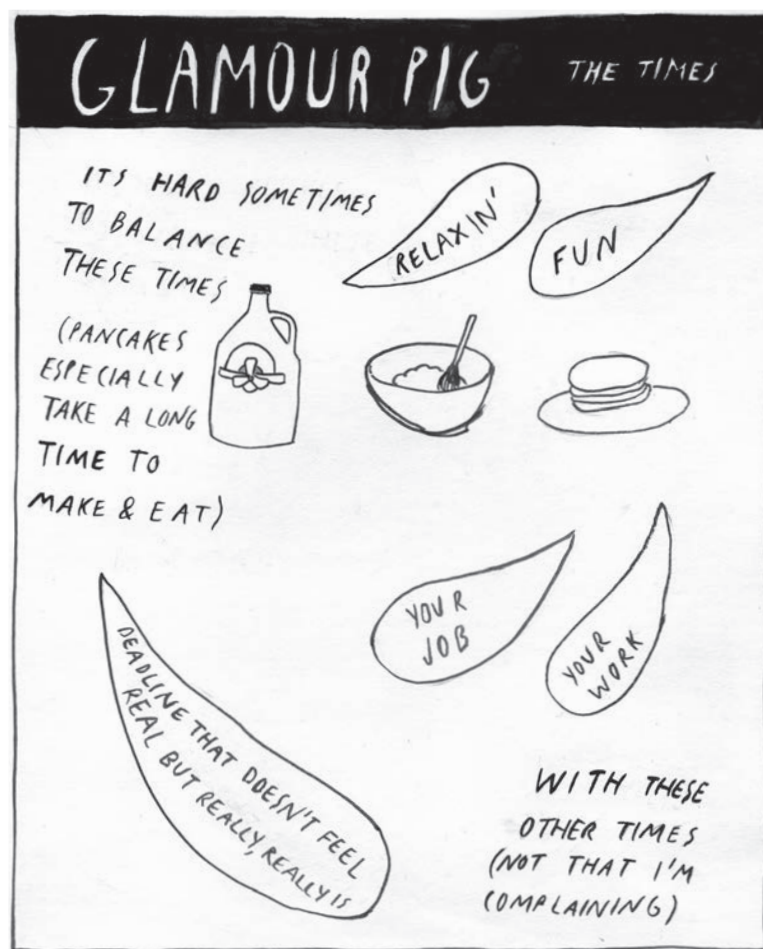 GLAMOUR PIG
THE TIMES
ITS HARD SOMETIMES
TO BALANCE
THESE TIMES
RELAXIN'
FUN
(PANCAKES
ESPECIALLY
TAKE A LONG
TIME TO
MAKE & EAT)
YOUR
JOB
YOUR
WORK
DEADLINE THAT DOESN'T FEEL
REAL BUT REALLY, REALLY IS
WITH THESE
OTHER TIMES
(NOT THAT I'M
COMPLAINING)